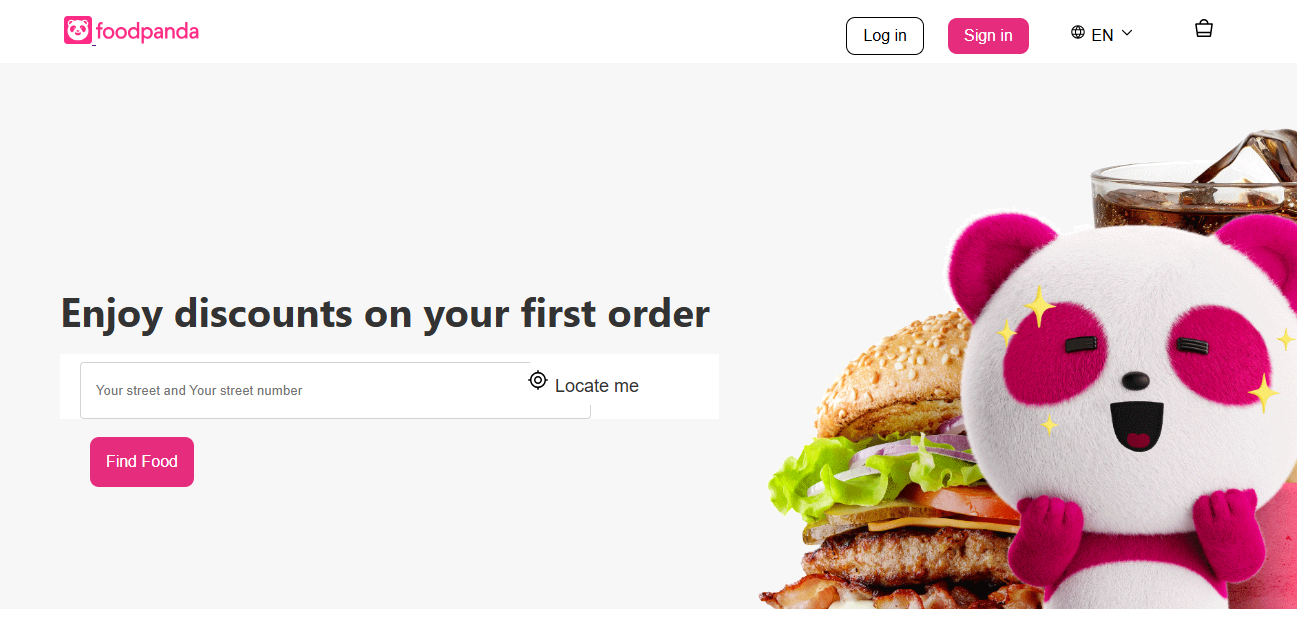 foodpanda
Log in
Sign in
EN
Enjoy discounts on your first order
Your street and Your street number
Locate me
Find Food